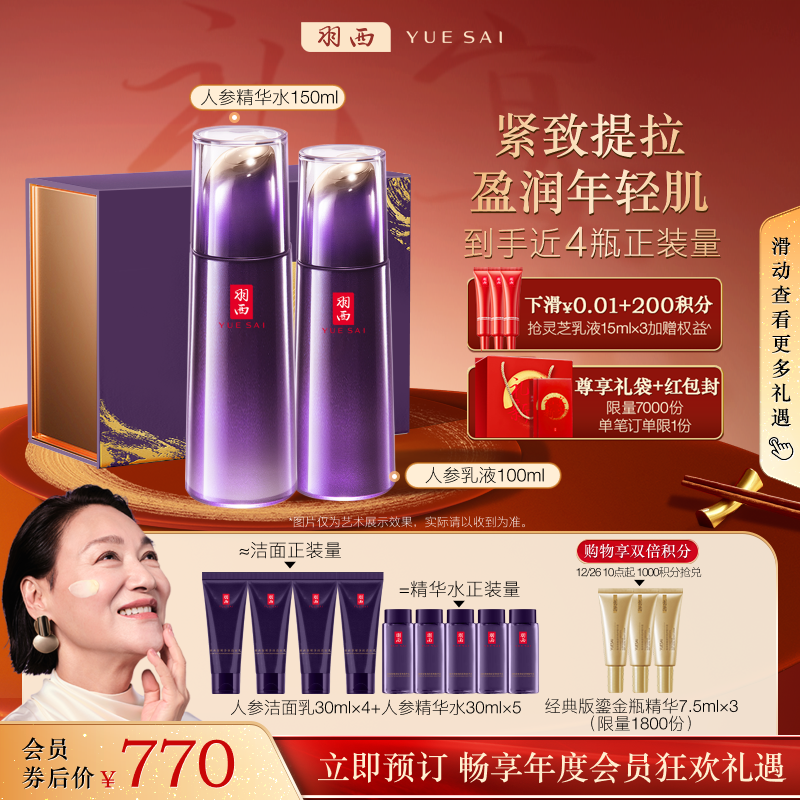 羽西 YUE SAI
人参精华水150ml
紧致提拉
盈润年轻肌
到手近4瓶正装量
下滑¥0.01+200积分
抢灵芝乳液15ml×3加赠权益^
尊享礼袋+红包封
限量7000份
单笔订单限1份
滑动查看更多礼遇
羽西
YUE SAI
羽西
YUE SAI
人参乳液100ml
*图片仅为艺术展示效果，实际请以收到为准。
≈洁面正装量
=精华水正装量
购物享双倍积分
12/26 10点起 1000积分抢兑
人参洁面乳30ml×4+人参精华水30ml×5
经典版鎏金瓶精华7.5ml×3
（限量1800份）
会员
券后价¥770
立即预订 畅享年度会员狂欢礼遇